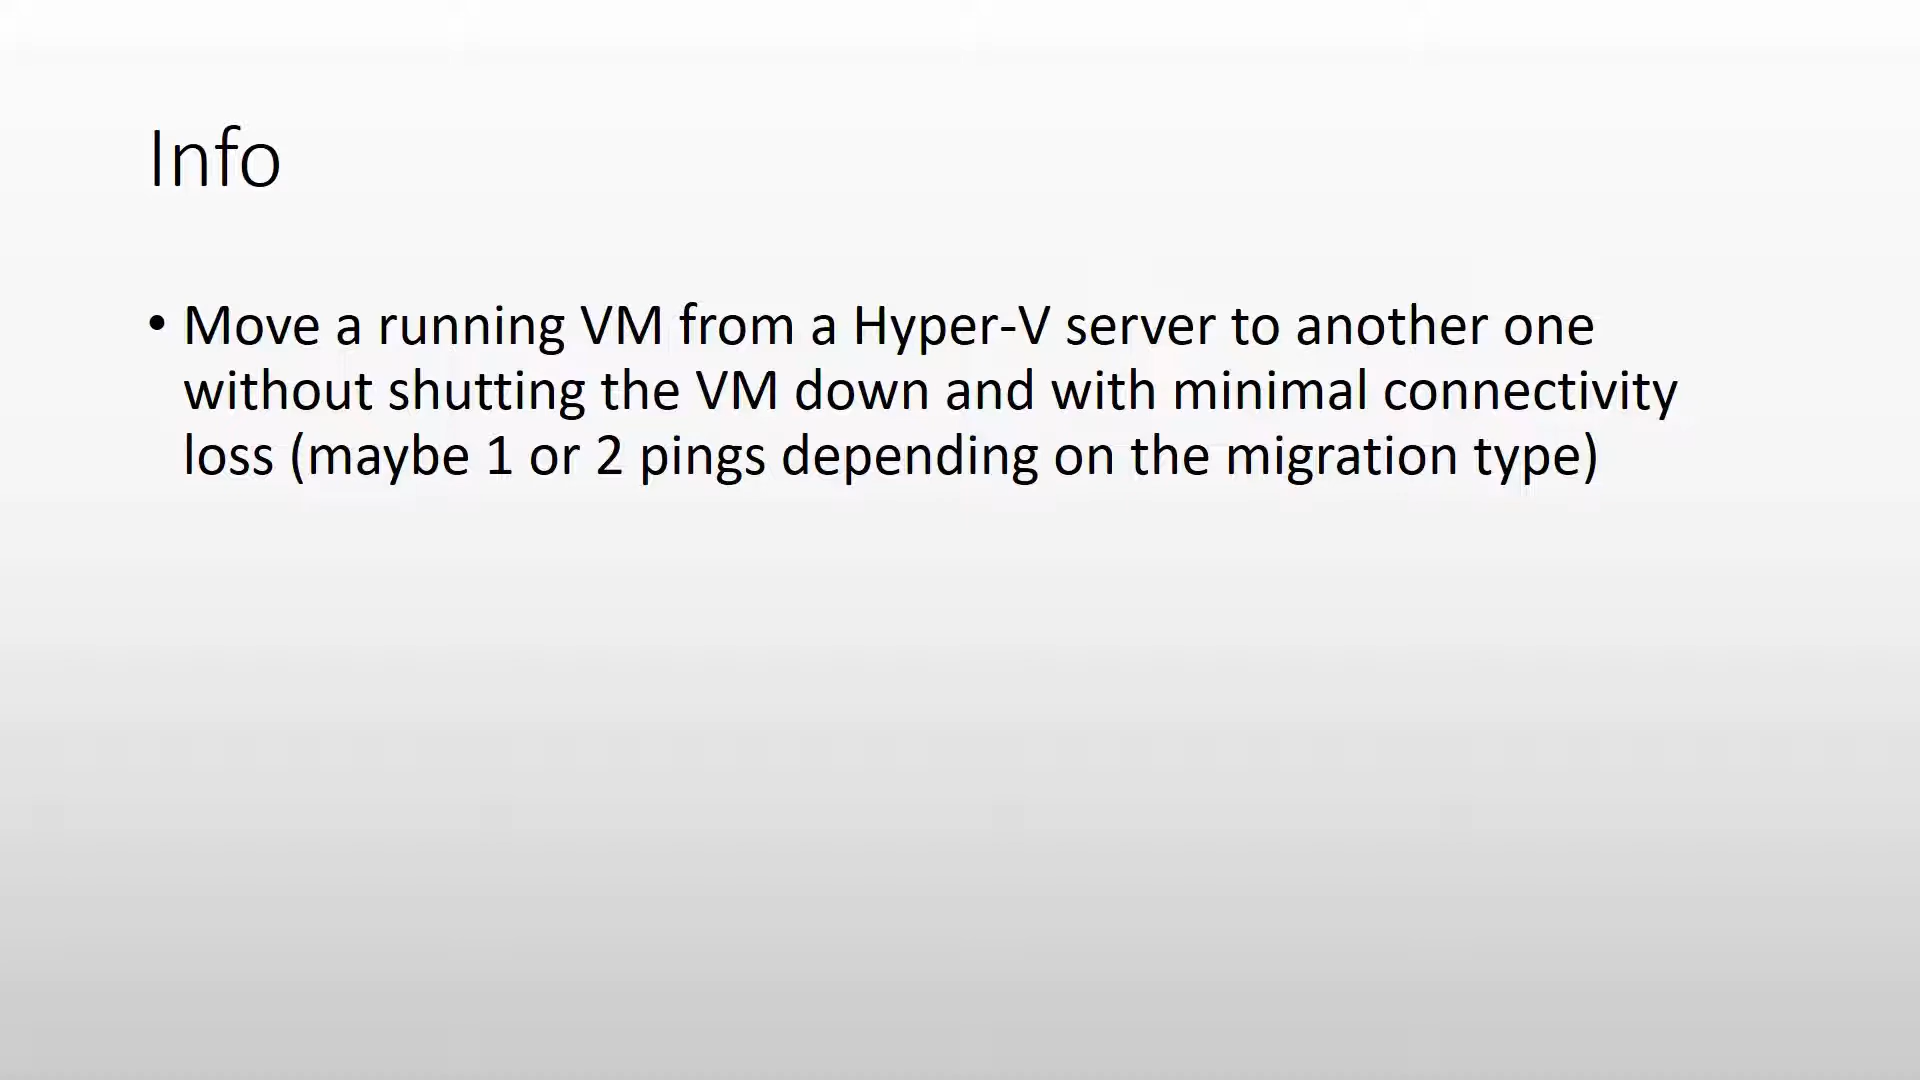 Info
• Move a running VM from a Hyper-V server to another one
without shutting the VM down and with minimal connectivity
loss (maybe 1 or 2 pings depending on the migration type)